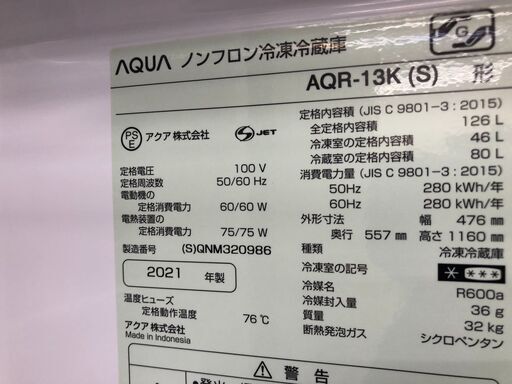 AQUA ノンフロン冷凍冷蔵庫
G
AQR-13K (S) 形
PS
E
アクア 株式会社
S JET
定格電圧 100 V
定格周波数 50/60 Hz
電動機の
定格消費電力 60/60 W
電熱装置の
定格消費電力 75/75 W
製造番号 (S)QNM320986
2021 年製
温度ヒューズ
定格動作温度 76℃
アクア 株式会社
Made in Indonesia
定格内容積 (JIS C 9801-3 : 2015)
全定格内容積 126 L
冷凍室の定格内容積 46 L
冷蔵室の定格内容積 80 L
消費電力量 (JIS C 9801-3 : 2015)
50Hz 280 kWh/年
60Hz 280 kWh/年
外形寸法 幅 476 ㎜
奥行 557 ㎜ 高さ 1160 ㎜
種類 冷凍冷蔵庫
冷凍室の記号
冷媒名 R600a
冷媒封入量 36 g
質量 32 kg
断熱発泡ガス シクロペンタン
警告